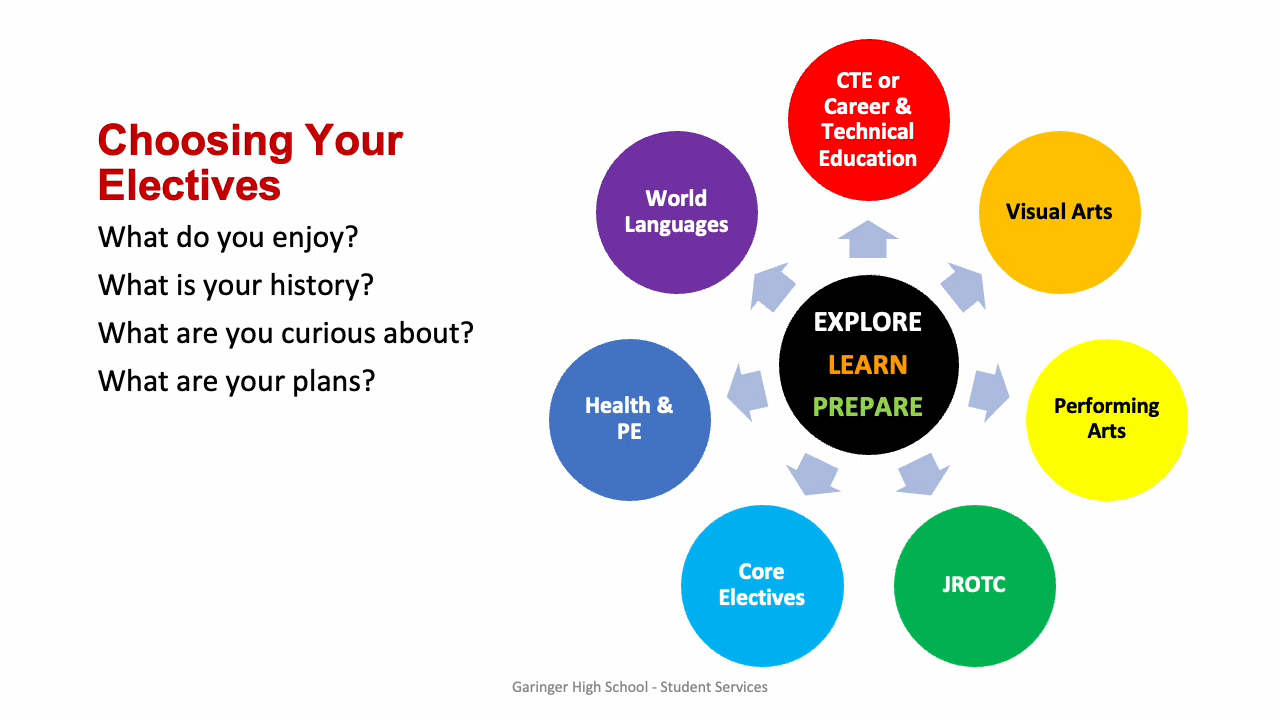 Choosing Your
Electives
What do you enjoy?
What is your history?
What are you curious about?
What are your plans?
CTE or
Career &
Technical
Education
Visual Arts
Performing
Arts
JROTC
Core
Electives
Health &
PE
World
Languages
EXPLORE
LEARN
PREPARE
Garinger High School - Student Services